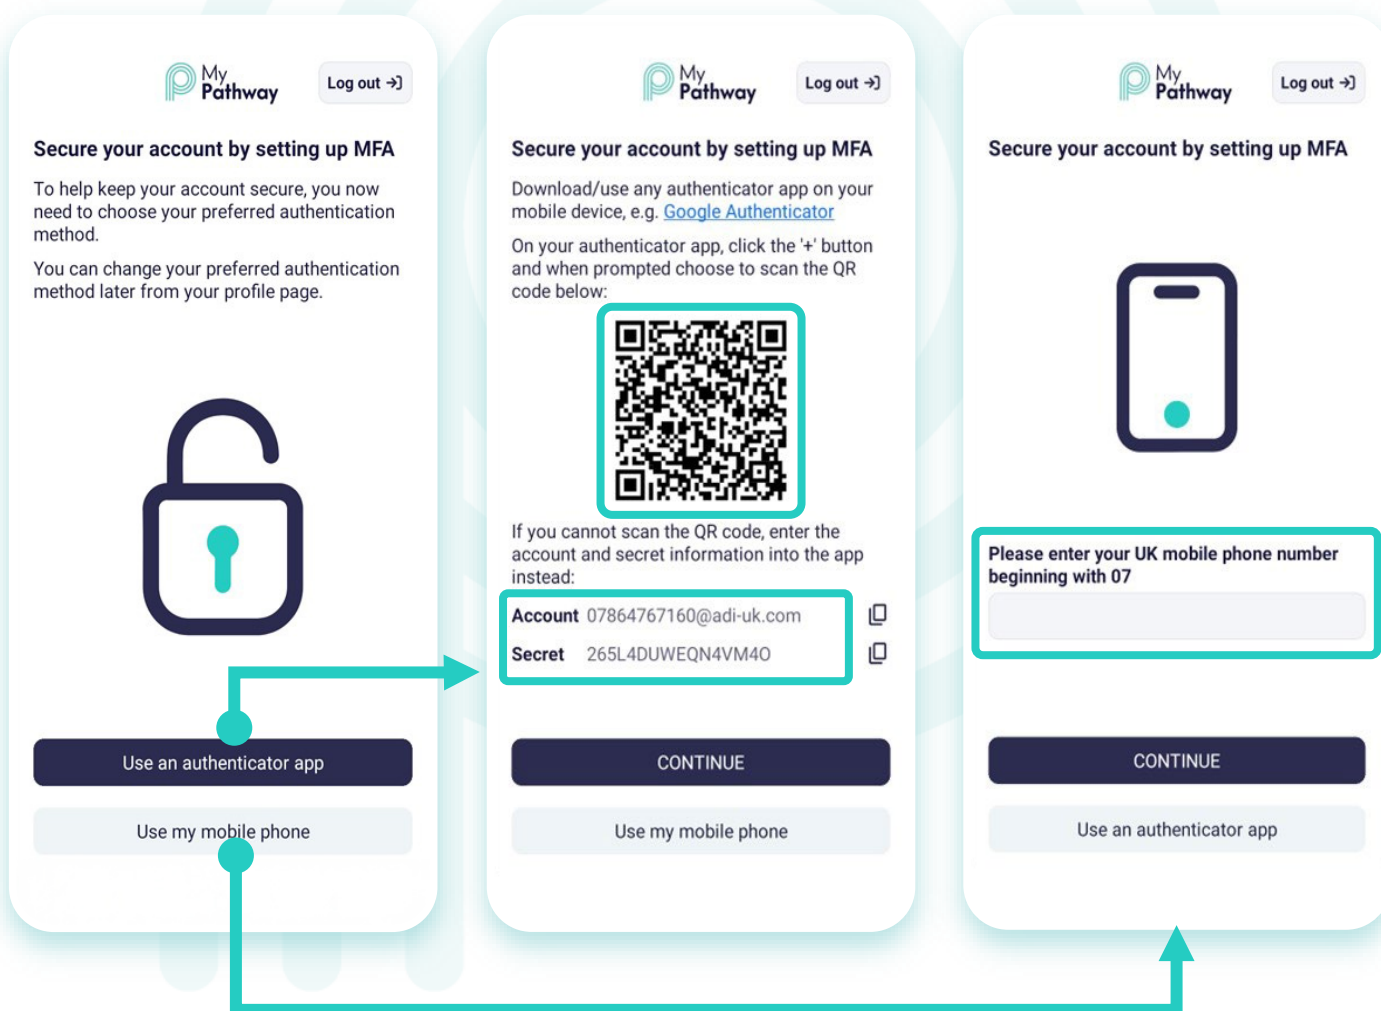 My
Pathway
Log out
Secure your account by setting up MFA
To help keep your account secure, you now
need to choose your preferred authentication
method.
You can change your preferred authentication
method later from your profile page.
Use an authenticator app
Use my mobile phone
My
Pathway
Log out
Secure your account by setting up MFA
Download/use any authenticator app on your
mobile device, e.g. Google Authenticator
On your authenticator app, click the '+' button
and when prompted choose to scan the QR
code below:
If you cannot scan the QR code, enter the
account and secret information into the app
instead:
Account 07864767160@adi-uk.com
Secret 265L4DUWEQN4VM4O
CONTINUE
Use my mobile phone
My
Pathway
Log out
Secure your account by setting up MFA
Please enter your UK mobile phone number
beginning with 07
CONTINUE
Use an authenticator app